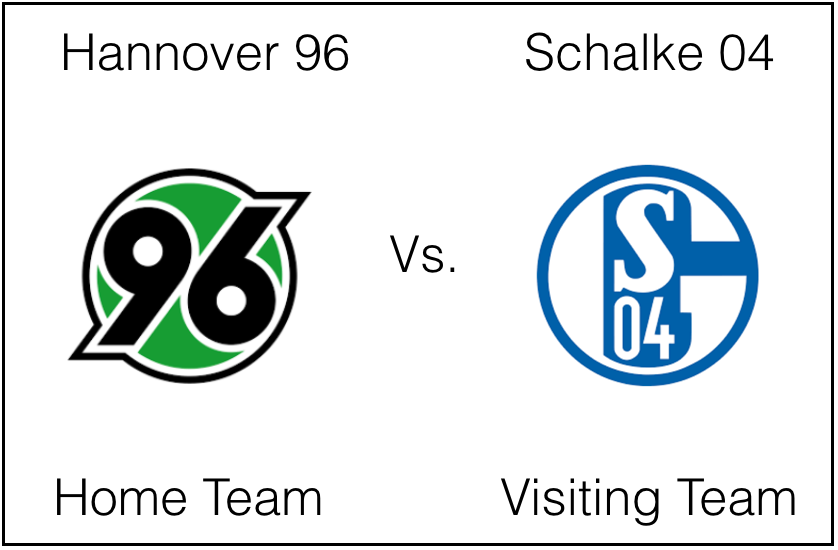 Hannover 96
Schalke 04
96
Vs.
S
04
Home Team
Visiting Team